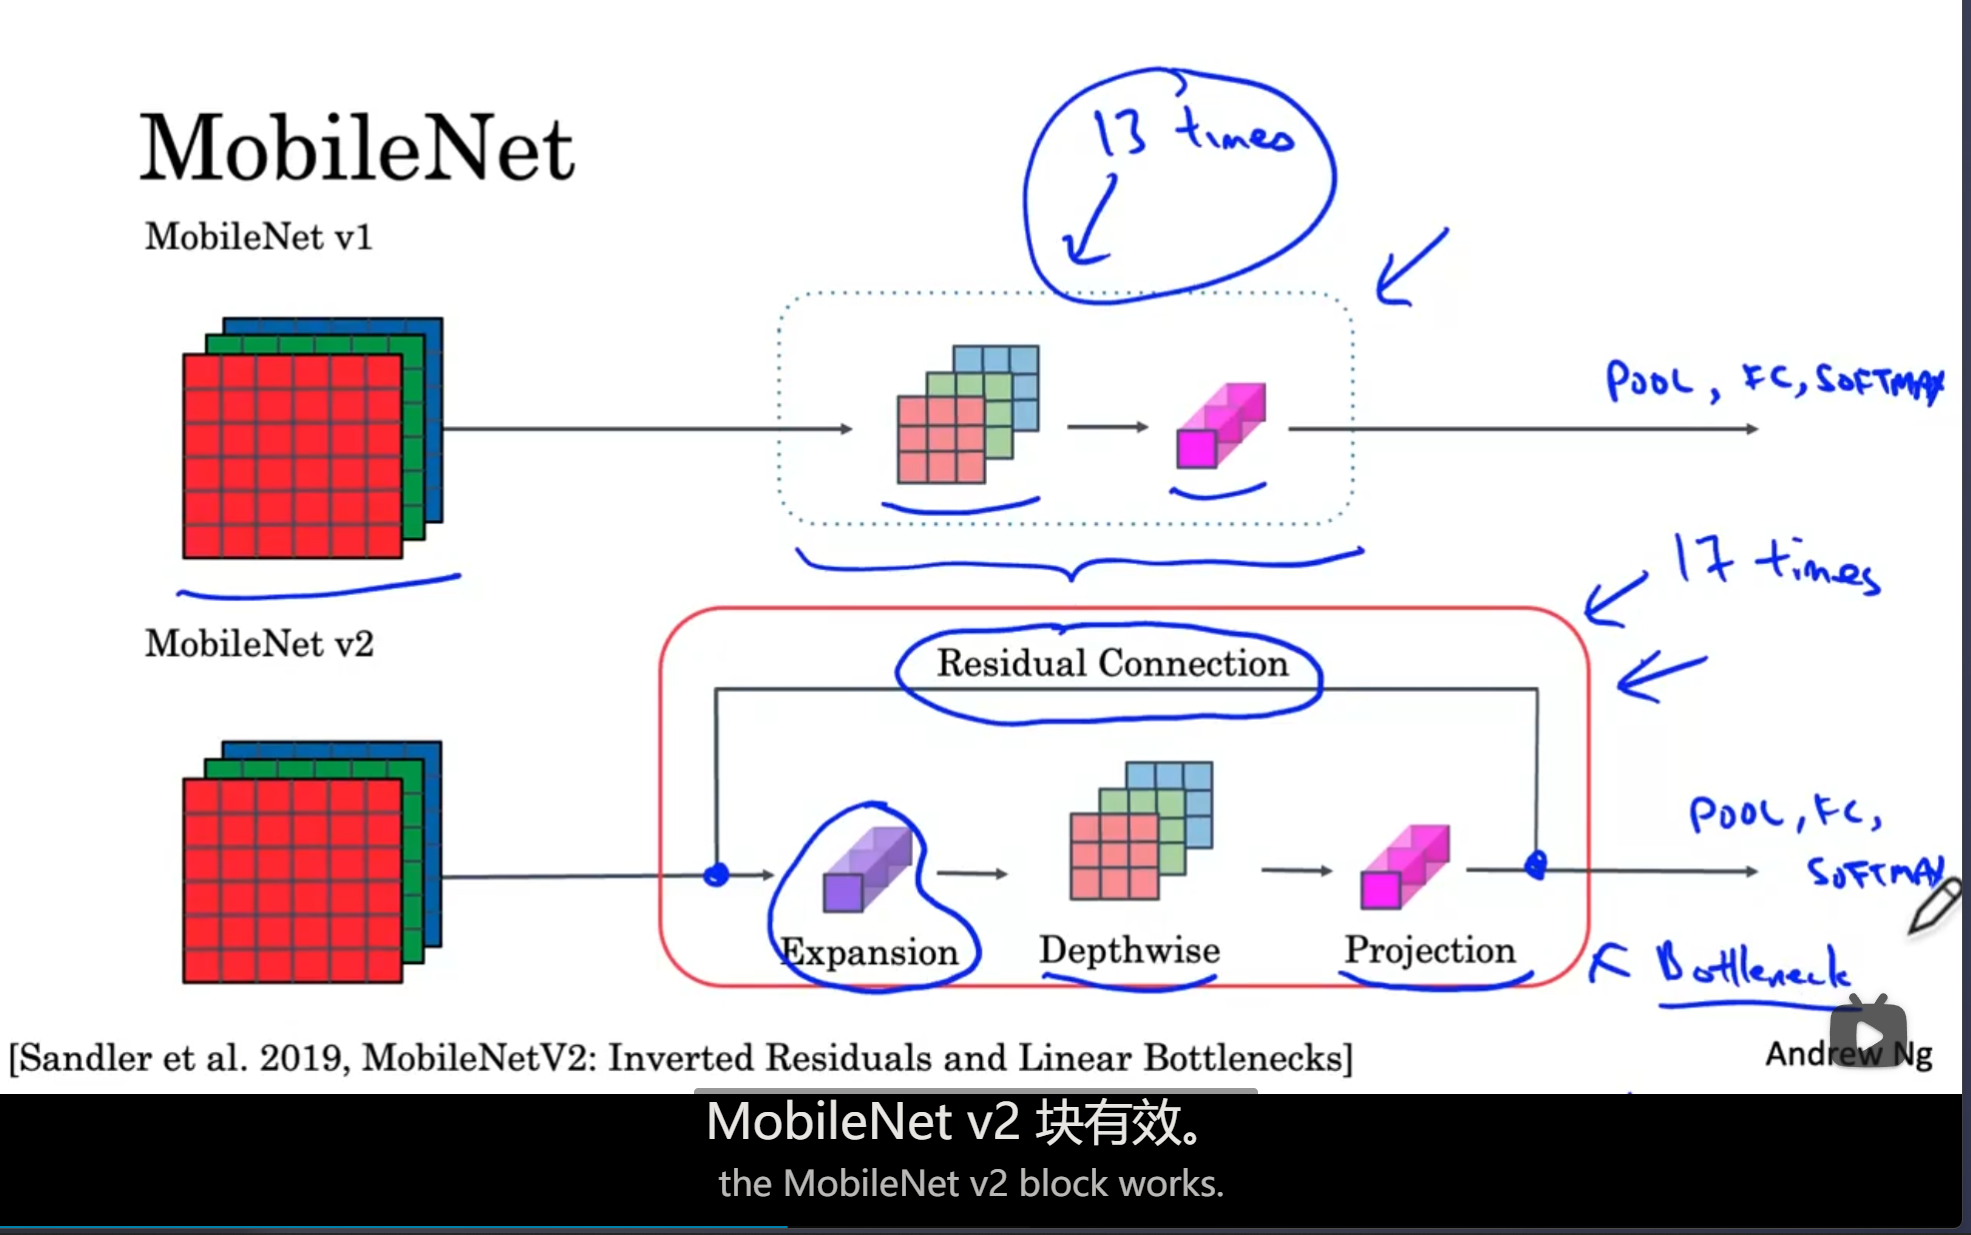 MobileNet
MobileNet v1
13 times
POOL, FC, SOFTMAX
17 times
MobileNet v2
Residual Connection
POOL, FC,
SOFTMAX
Expansion
Depthwise
Projection
Bottleneck
[Sandler et al. 2019, MobileNetV2: Inverted Residuals and Linear Bottlenecks]
Andrew Ng
MobileNet v2 块有效。
the MobileNet v2 block works.